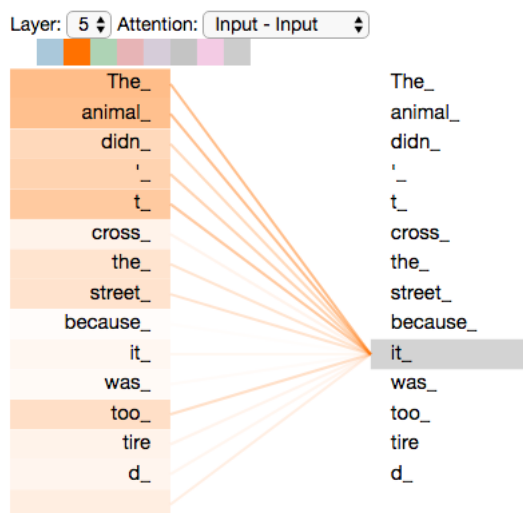 Layer: 5 Attention: Input - Input
The_ The_
animal_ animal_
didn_ didn_
'_ '_
t_ t_
cross_ cross_
the_ the_
street_ street_
because_ because_
it_ it_
was_ was_
too_ too_
tire tire
d_ d_